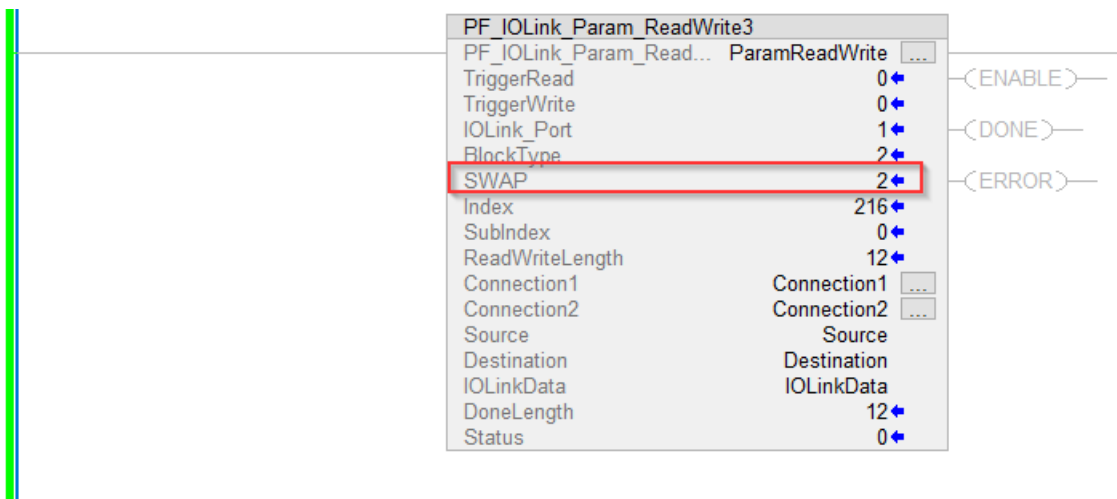 PF_IOLink_Param_ReadWrite3
PF_IOLink_Param_Read... ParamReadWrite ...
TriggerRead 0 (ENABLE)
TriggerWrite 0
IOLink_Port 1 (DONE)
BlockType 2
SWAP 2 (ERROR)
Index 216
SubIndex 0
ReadWriteLength 12
Connection1 Connection1 ...
Connection2 Connection2 ...
Source Source
Destination Destination
IOLinkData IOLinkData
DoneLength 12
Status 0